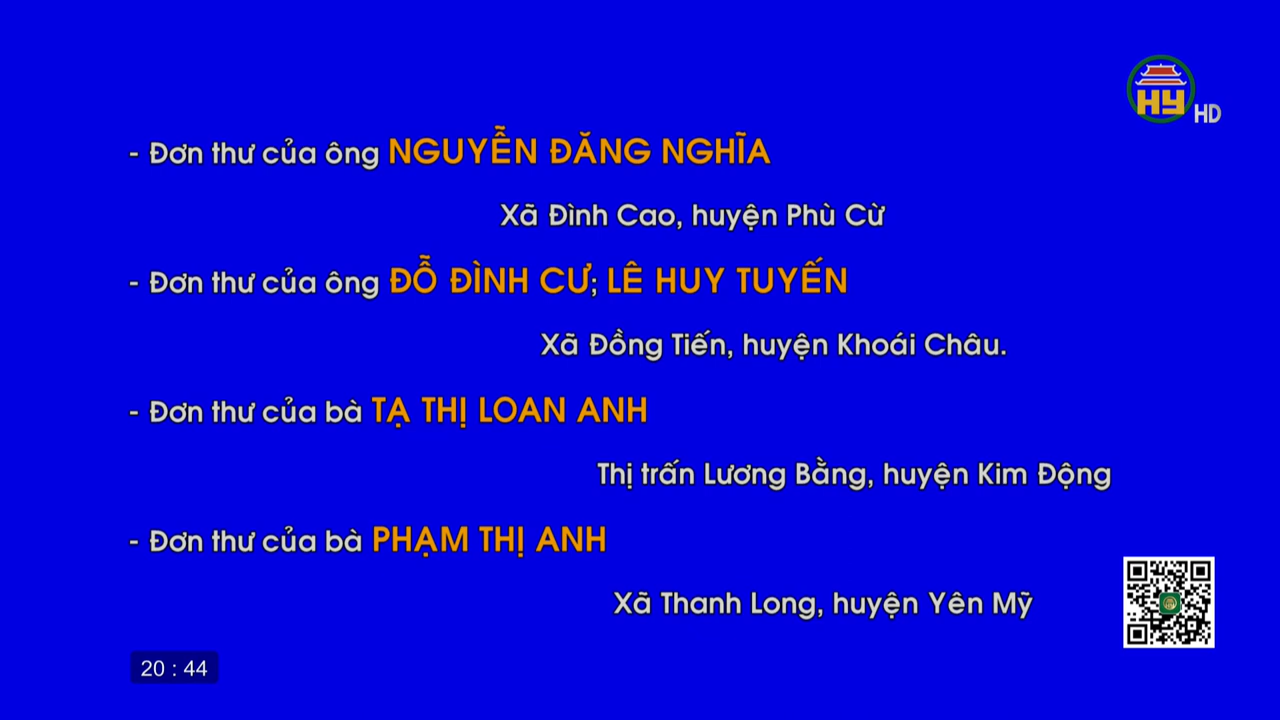 HY HD
- Đơn thư của ông NGUYỄN ĐĂNG NGHĨA
Xã Đình Cao, huyện Phù Cừ
- Đơn thư của ông ĐỖ ĐÌNH CƯ; LÊ HUY TUYẾN
Xã Đồng Tiến, huyện Khoái Châu.
- Đơn thư của bà TẠ THỊ LOAN ANH
Thị trấn Lương Bằng, huyện Kim Động
- Đơn thư của bà PHẠM THỊ ANH
Xã Thanh Long, huyện Yên Mỹ
20 : 44